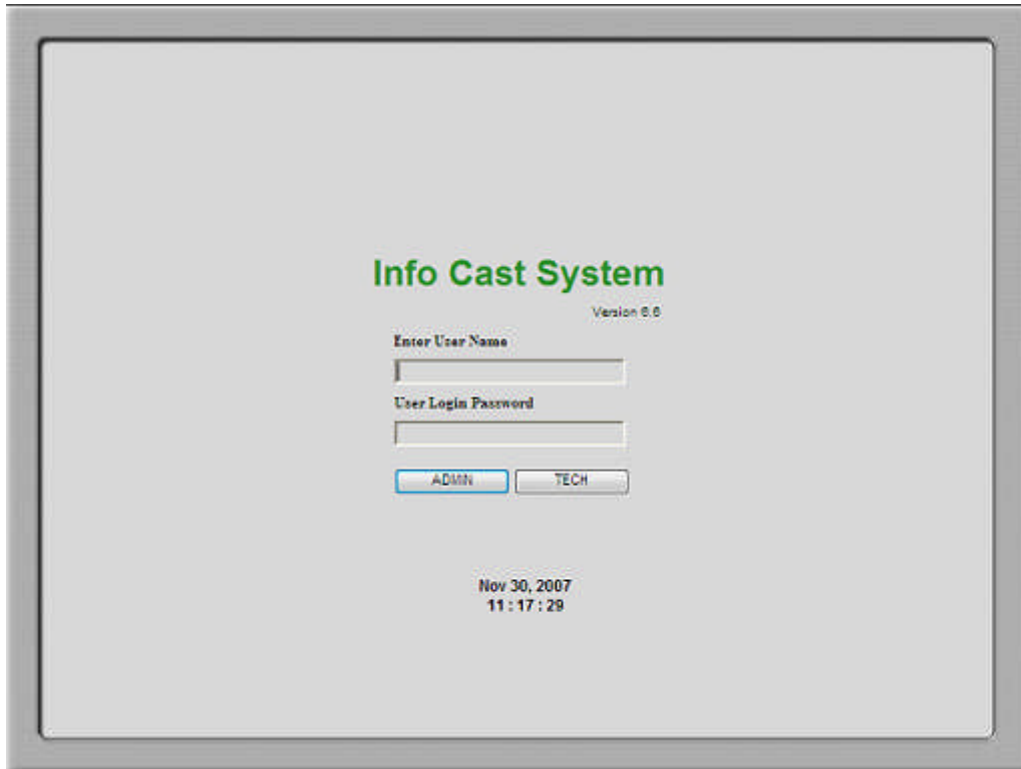 Info Cast System
Version 6.6
Enter User Name
User Login Password
ADMIN TECH
Nov 30, 2007
11 : 17 : 29